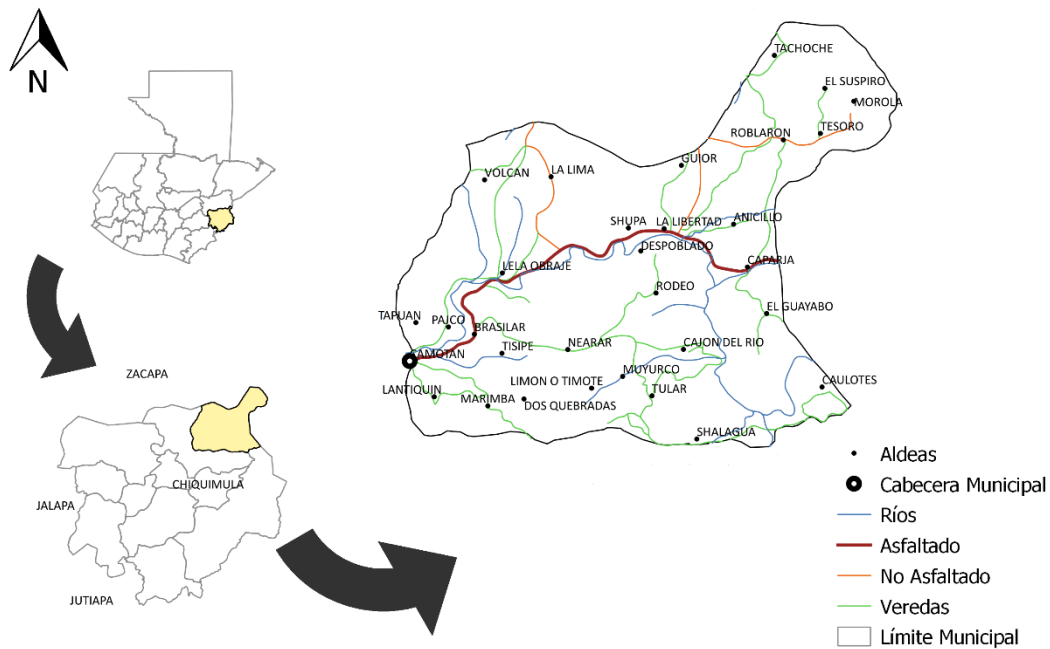 N
TACHOCHE
EL SUSPIRO
MOROLA
TESORO
ROBLARON
GUIOR
VOLCAN
LA LIMA
SHUPA
LA LIBERTAD
ANICILLO
DESPOBLADO
CAPARJA
LELA OBRAJE
RODEO
EL GUAYABO
TAPUAN
PAJCO
BRASILAR
TISIPE
NEARAR
CAJON DEL RIO
CAMOTAN
MUYURCO
LANTIQUIN
LIMON O TIMOTE
TULAR
CAULOTES
MARIMBA
DOS QUEBRADAS
SHALAGUA
ZACAPA
CHIQUIMULA
JALAPA
JUTIAPA
Aldeas
Cabecera Municipal
Ríos
Asfaltado
No Asfaltado
Veredas
Límite Municipal